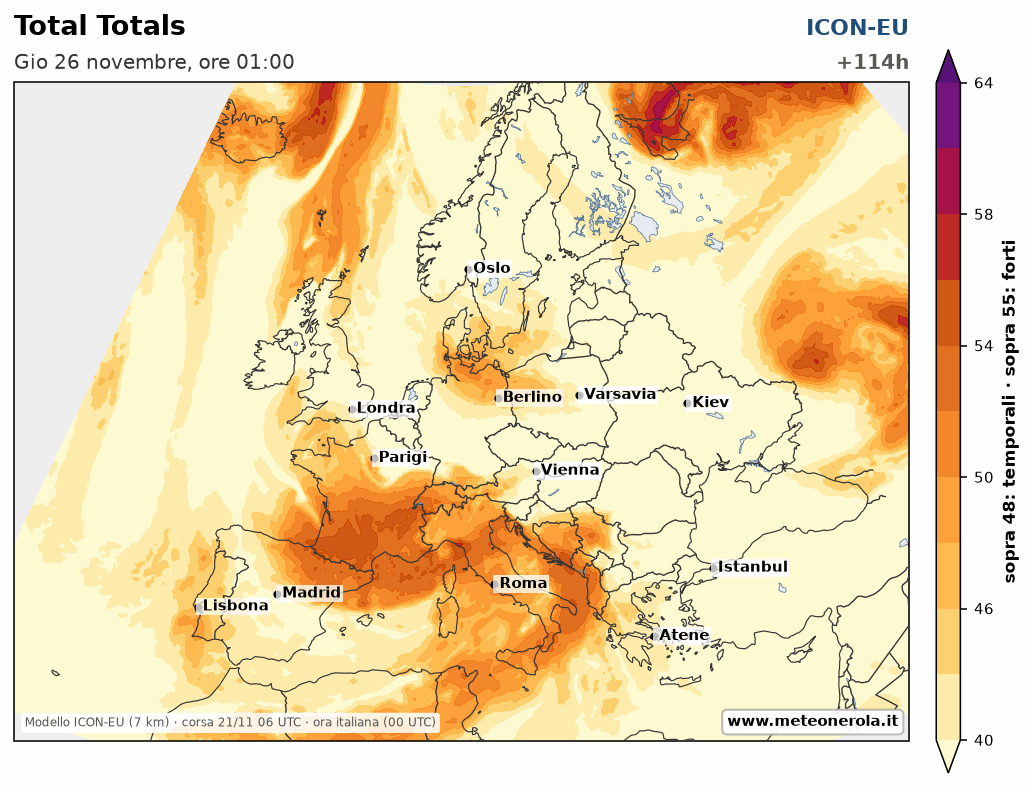 Total Totals
ICON-EU
Gio 26 novembre, ore 01:00
+114h
64
58
54
50
46
40
sopra 48: temporali · sopra 55: forti
Oslo
Berlino
Varsavia
Kiev
Londra
Parigi
Vienna
Istanbul
Roma
Madrid
Lisbona
Atene
Modello ICON-EU (7 km) · corsa 21/11 06 UTC · ora italiana (00 UTC)
www.meteonerola.it